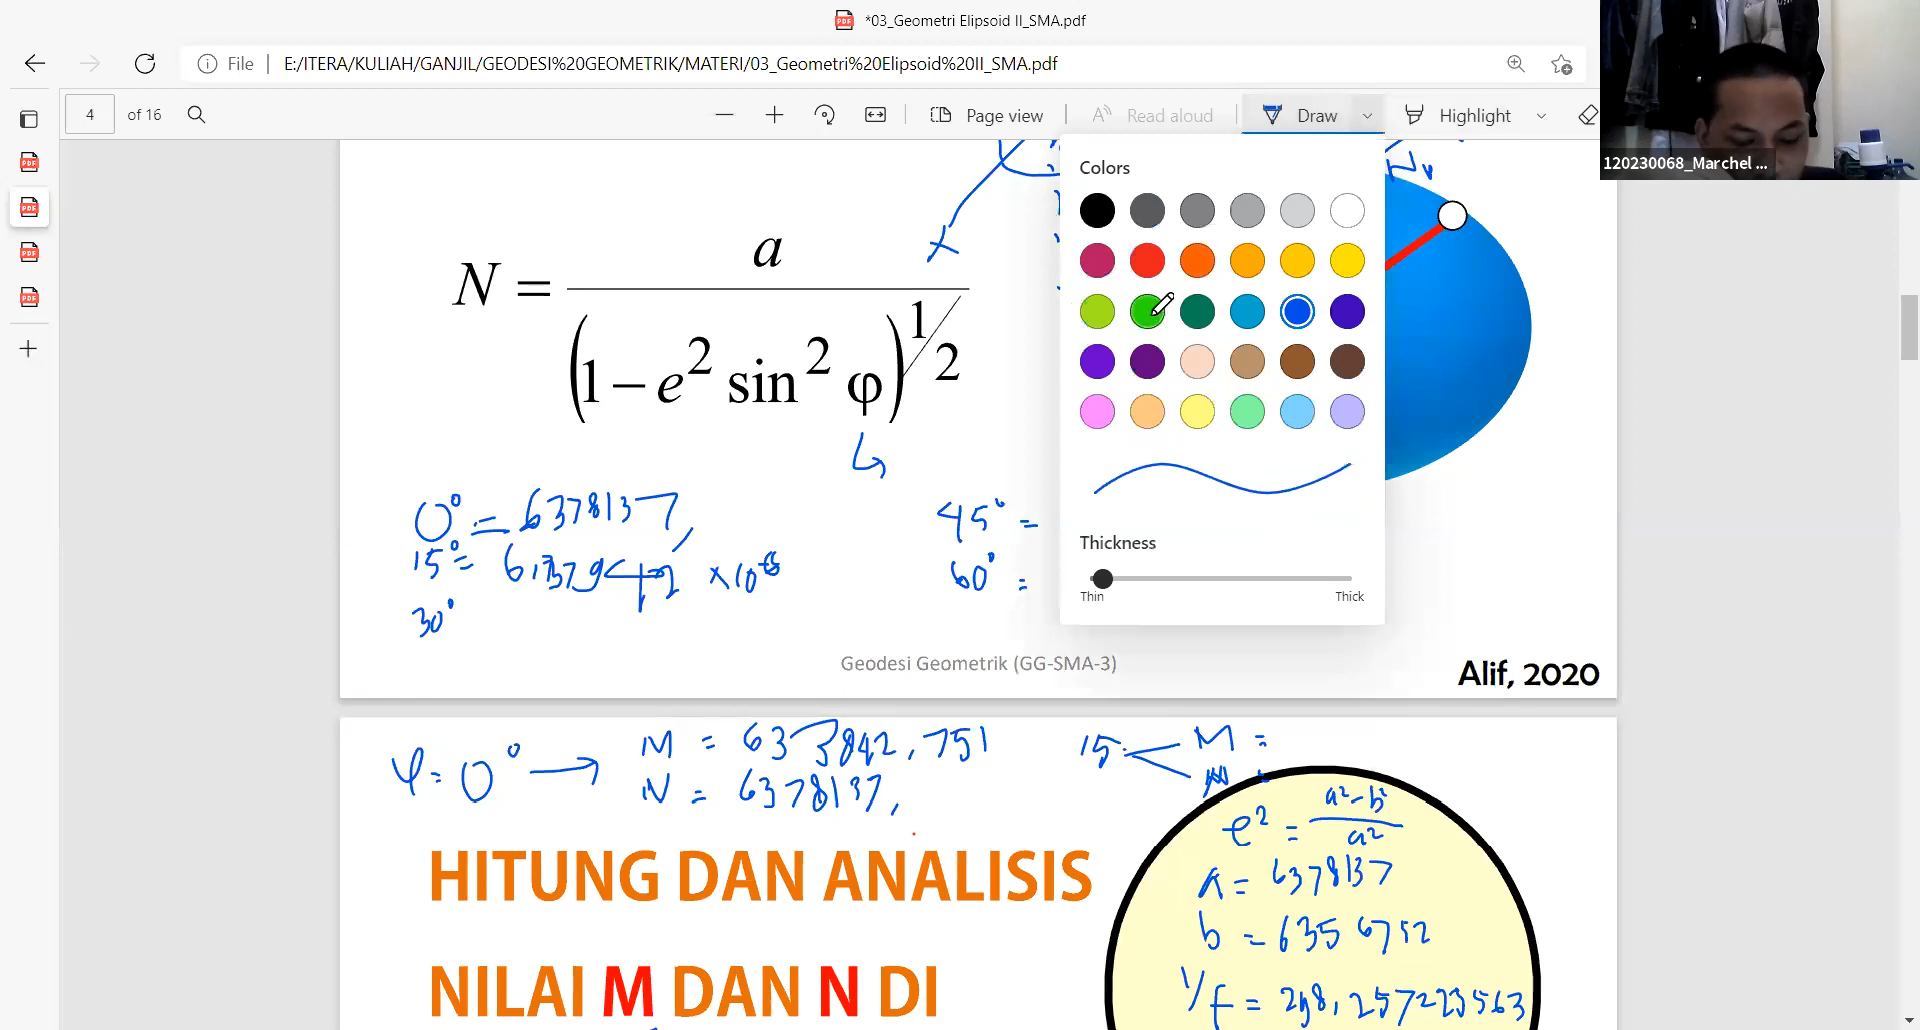 *03_Geometri Elipsoid II_SMA.pdf
File | E:/ITERA/KULIAH/GANJIL/GEODESI%20GEOMETRIK/MATERI/03_Geometri%20Elipsoid%20II_SMA.pdf
4 of 16 Page view Read aloud Draw Highlight
120230068_Marchel ...
Colors
N = a / (1 – e² sin² φ)^1/2
0° = 6378137,
15° =
× 10
30°
45° =
60° =
Thickness
Thin Thick
Geodesi Geometrik (GG-SMA-3)
Alif, 2020
φ = 0° → M = 6333842,751
N = 6378137,
15 M =
HITUNG DAN ANALISIS
NILAI M DAN N DI
e² = a² - b² / a²
a = 6378137
b = 6356752
1/f = 298,257223563